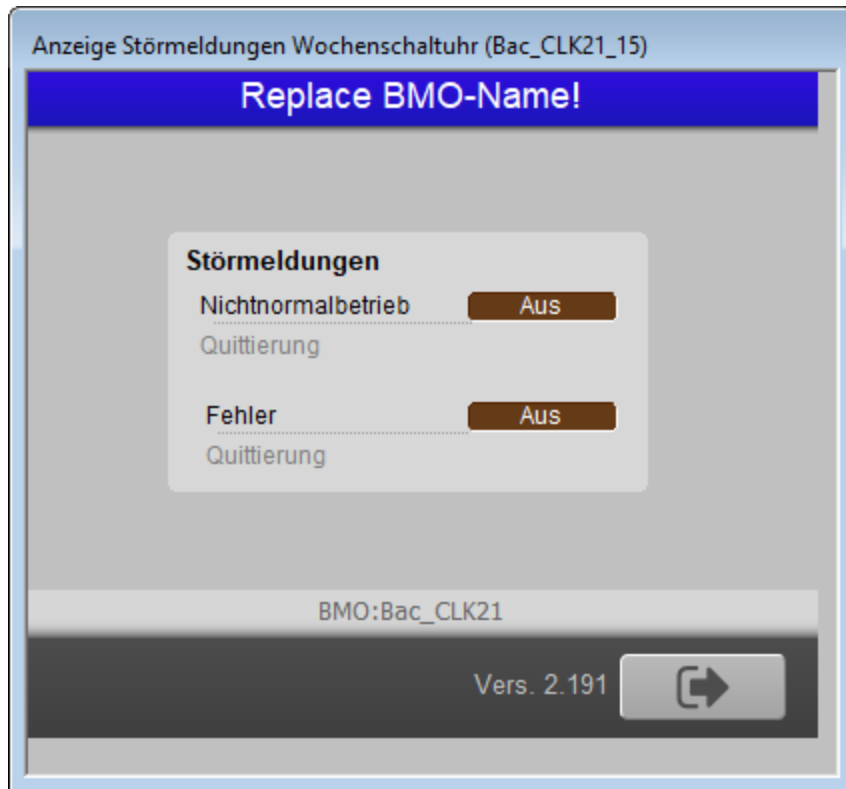 Anzeige Störmeldungen Wochenschaltuhr (Bac_CLK21_15)
Replace BMO-Name!
Störmeldungen
Nichtnormalbetrieb Aus
Quittierung
Fehler Aus
Quittierung
BMO:Bac_CLK21
Vers. 2.191